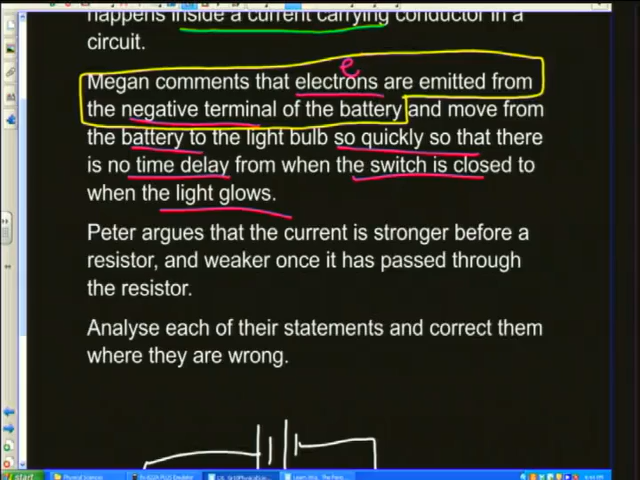 happens inside a current carrying conductor in a
circuit.
e
Megan comments that electrons are emitted from
the negative terminal of the battery and move from
the battery to the light bulb so quickly so that there
is no time delay from when the switch is closed to
when the light glows.
Peter argues that the current is stronger before a
resistor, and weaker once it has passed through
the resistor.
Analyse each of their statements and correct them
where they are wrong.
start